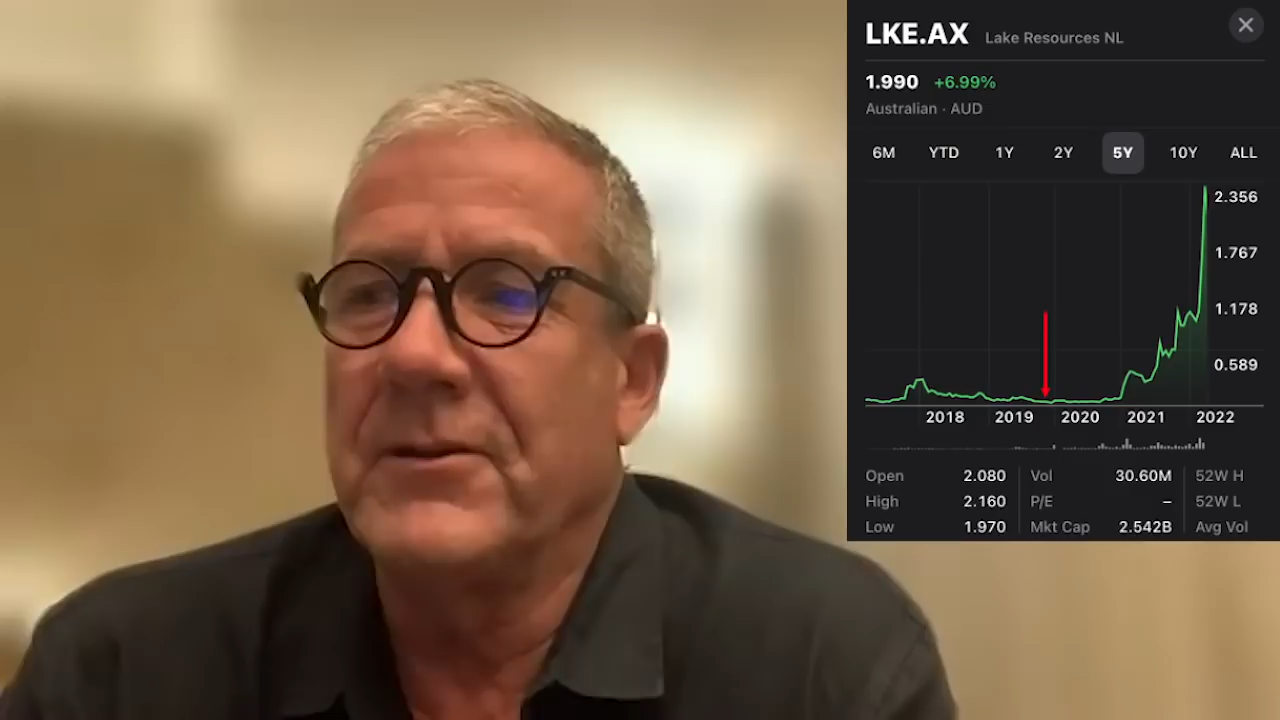 LKE.AX Lake Resources NL
1.990 +6.99%
Australian · AUD
6M YTD 1Y 2Y 5Y 10Y ALL
2.356
1.767
1.178
0.589
2018 2019 2020 2021 2022
Open 2.080 Vol 30.60M 52W H
High 2.160 P/E – 52W L
Low 1.970 Mkt Cap 2.542B Avg Vol